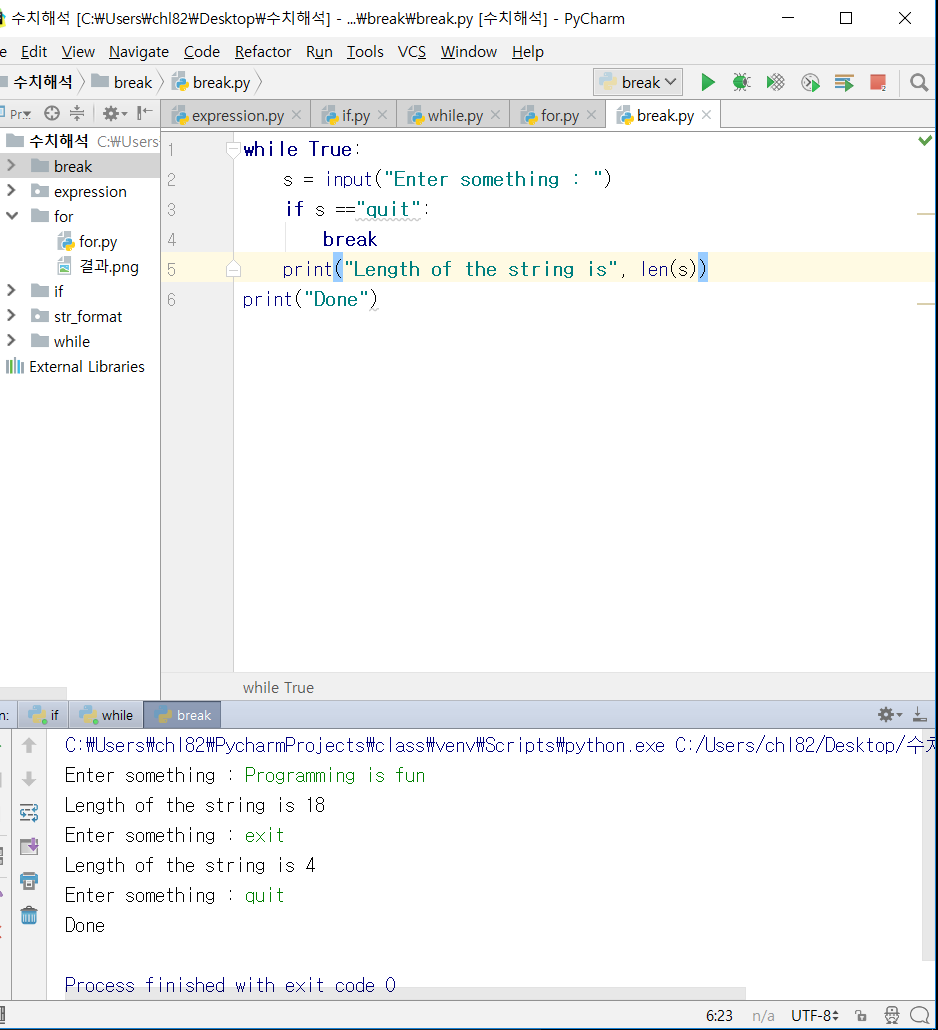 수치해석 [C:₩Users₩chl82₩Desktop₩수치해석] - ...₩break₩break.py [수치해석] - PyCharm
e Edit View Navigate Code Refactor Run Tools VCS Window Help
수치해석 break break.py break
Pr
expression.py if.py while.py for.py break.py
수치해석 C:₩Users
break
expression
for
for.py
결과.png
if
str_format
while
External Libraries
1 while True:
2 s = input("Enter something : ")
3 if s =="quit":
4 break
5 print("Length of the string is", len(s))
6 print("Done")
while True
n: if while break
C:₩Users₩chl82₩PycharmProjects₩class₩venv₩Scripts₩python.exe C:/Users/chl82/Desktop/수치
Enter something : Programming is fun
Length of the string is 18
Enter something : exit
Length of the string is 4
Enter something : quit
Done
Process finished with exit code 0
6:23 n/a UTF-8